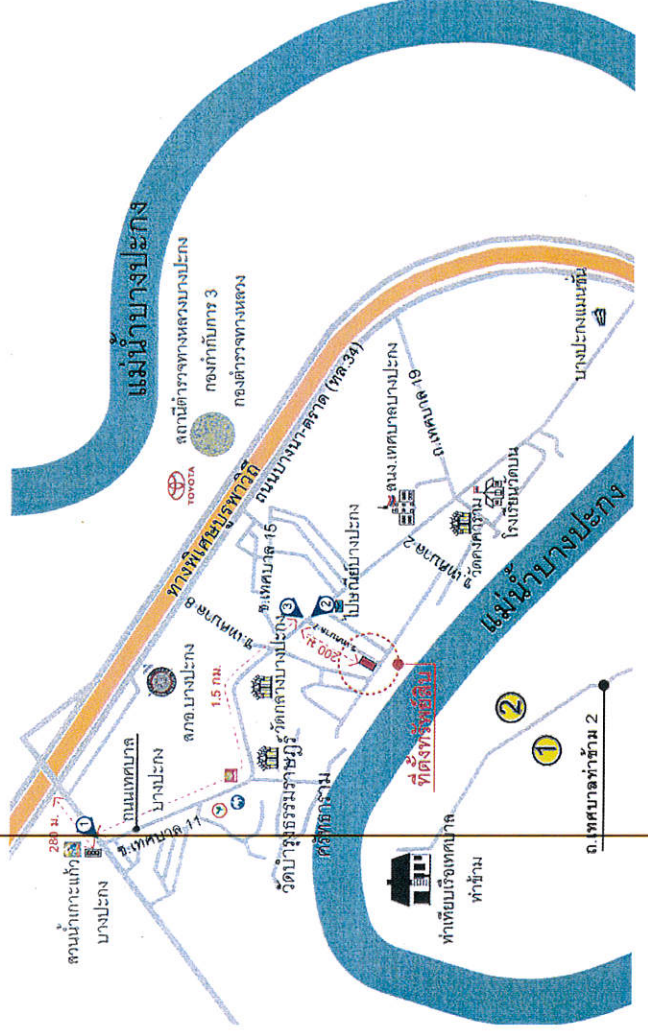 แม่น้ำบางปะกง
สถานีตำรวจทางหลวงบางปะกง
กองกำกับการ 3
กองตำรวจทางหลวง
TOYOTA
ทางพิเศษบูรพาวิถี
ถนนบางนา-ตราด (ทล.34)
สวนน้ำเกาะแก้ว
บางปะกง
280 ม.
1
ถนนเทศบาล
บางปะกง
ซ.เทศบาล 11
สภอ.บางปะกง
1.5 กม.
ซ.เทศบาล 8
ซ.เทศบาล 15
วัดกลางบางปะกง
วัดบำรุงธรรมราษฎร์
ศรัทธาราม
3
2
ไปรษณีย์บางปะกง
200 ม.
สนง.เทศบาลบางปะกง
ถ.เทศบาล 19
ซ.เทศบาล 2
วัดคงคาราม
โรงเรียนวัดบน
บางปะกงแมนชั่น
ที่ตั้งทรัพย์สิน
แม่น้ำบางปะกง
ท่าเทียบเรือเทศบาล
ท่าข้าม
1
2
ถ.เทศบาลท่าข้าม 2